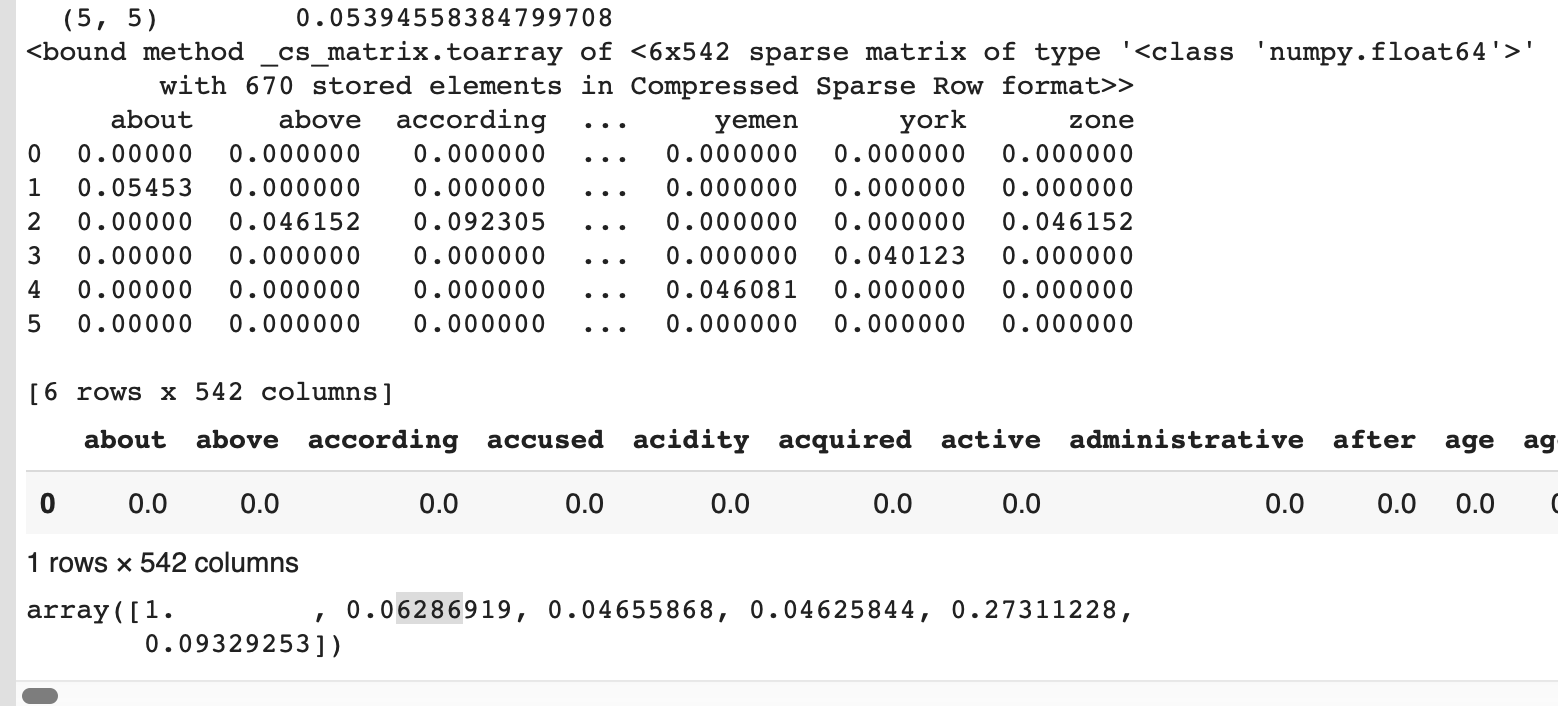 (5, 5) 0.05394558384799708
<bound method _cs_matrix.toarray of <6x542 sparse matrix of type '<class 'numpy.float64'>'
with 670 stored elements in Compressed Sparse Row format>>
about above according ... yemen york zone
0 0.00000 0.000000 0.000000 ... 0.000000 0.000000 0.000000
1 0.05453 0.000000 0.000000 ... 0.000000 0.000000 0.000000
2 0.00000 0.046152 0.092305 ... 0.000000 0.000000 0.046152
3 0.00000 0.000000 0.000000 ... 0.000000 0.040123 0.000000
4 0.00000 0.000000 0.000000 ... 0.046081 0.000000 0.000000
5 0.00000 0.000000 0.000000 ... 0.000000 0.000000 0.000000
[6 rows x 542 columns]
about above according accused acidity acquired active administrative after age
0 0.0 0.0 0.0 0.0 0.0 0.0 0.0 0.0 0.0 0.0
1 rows × 542 columns
array([1. , 0.06286919, 0.04655868, 0.04625844, 0.27311228,
0.09329253])